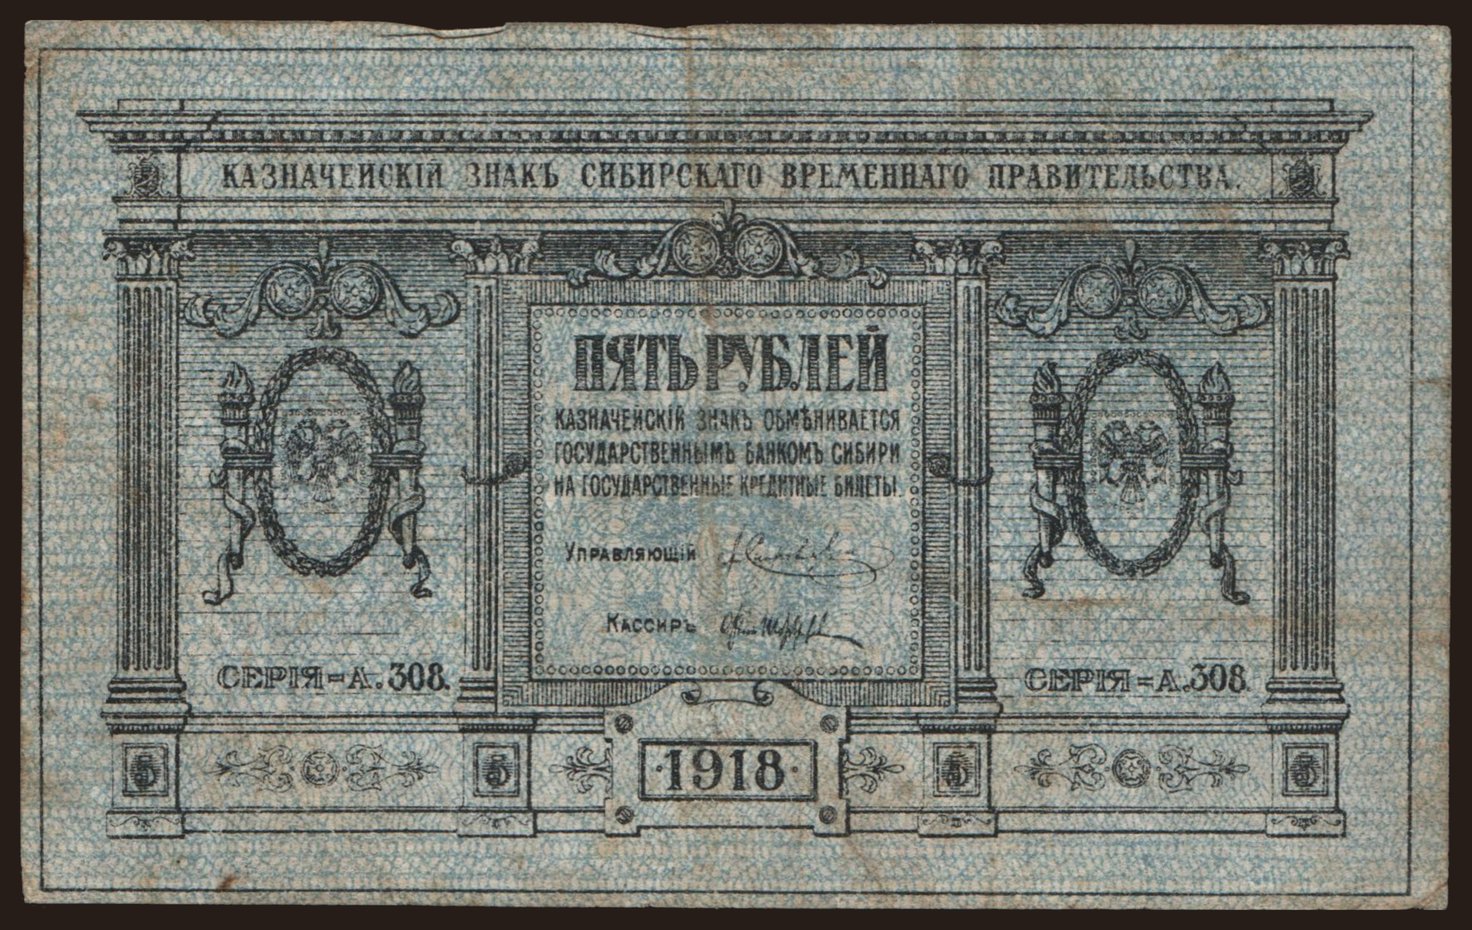 КАЗНАЧЕЙСКІЙ ЗНАКЪ СИБИРСКАГО ВРЕМЕННАГО ПРАВИТЕЛЬСТВА.
ПЯТЬ РУБЛЕЙ
КАЗНАЧЕЙСКІЙ ЗНАКЪ ОБМѢНИВАЕТСЯ
ГОСУДАРСТВЕННЫМЪ БАНКОМЪ СИБИРИ
НА ГОСУДАРСТВЕННЫЕ КРЕДИТНЫЕ БИЛЕТЫ.
УПРАВЛЯЮЩІЙ
КАССИРЪ
СЕРІЯ=А.308.
СЕРІЯ=А.308.
5
5
·1918·
5
5